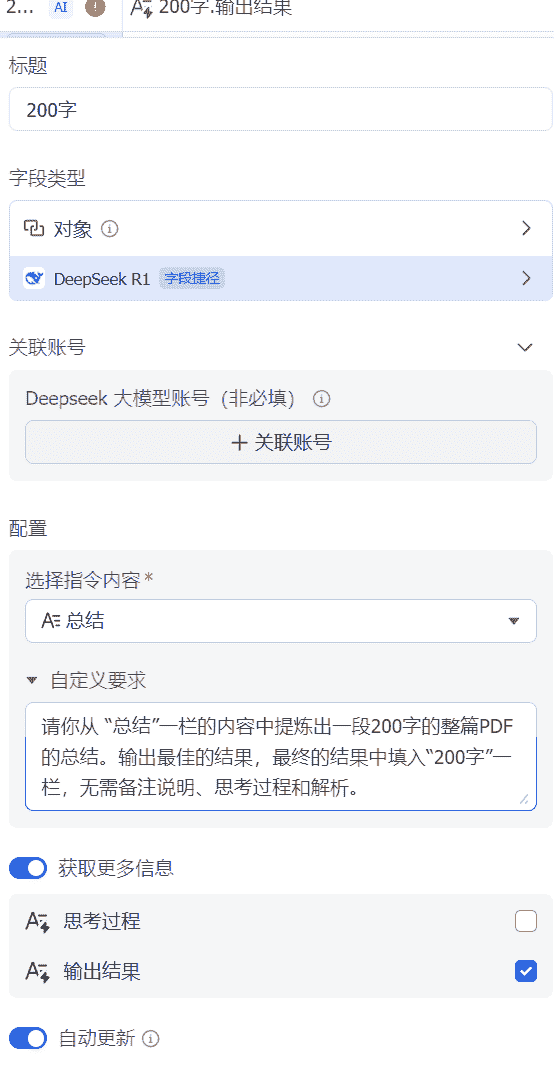 2... AI ! 200字.输出结果
标题
200字
字段类型
对象
DeepSeek R1 字段捷径
关联账号
Deepseek 大模型账号（非必填）
+ 关联账号
配置
选择指令内容*
总结
自定义要求
请你从 “总结”一栏的内容中提炼出一段200字的整篇PDF
的总结。输出最佳的结果，最终的结果中填入“200字”一
栏，无需备注说明、思考过程和解析。
获取更多信息
思考过程
输出结果
自动更新